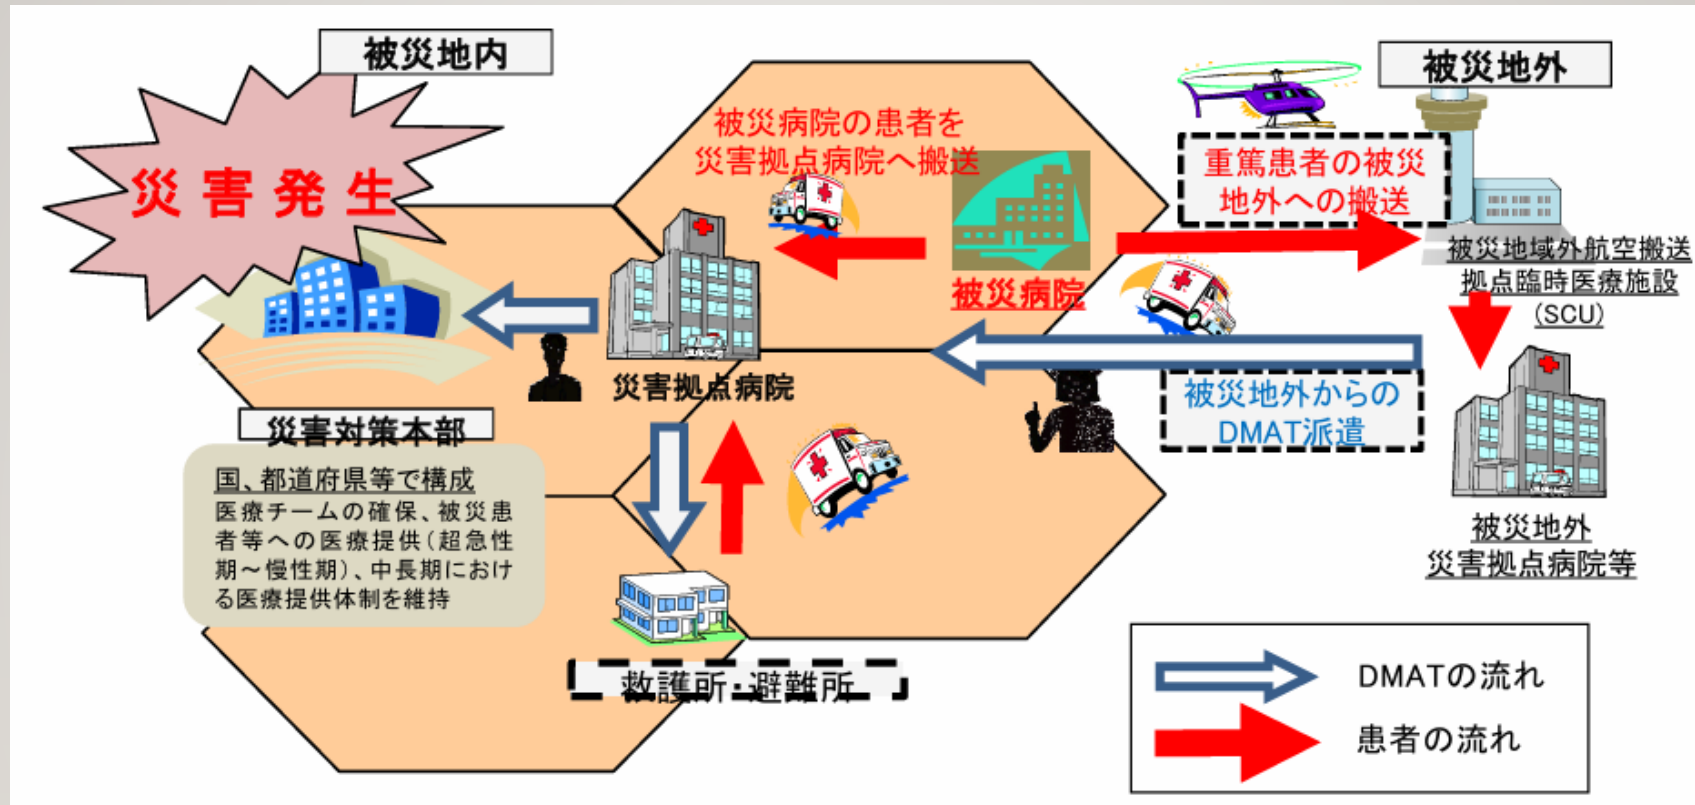 被災地内
災害発生
被災病院の患者を
災害拠点病院へ搬送
被災病院
災害拠点病院
災害対策本部
国、都道府県等で構成
医療チームの確保、被災患
者等への医療提供(超急性
期～慢性期)、中長期におけ
る医療提供体制を維持
救護所・避難所
被災地外
重篤患者の被災
地外への搬送
被災地域外航空搬送
拠点臨時医療施設
(SCU)
被災地外からの
DMAT派遣
被災地外
災害拠点病院等
DMATの流れ
患者の流れ